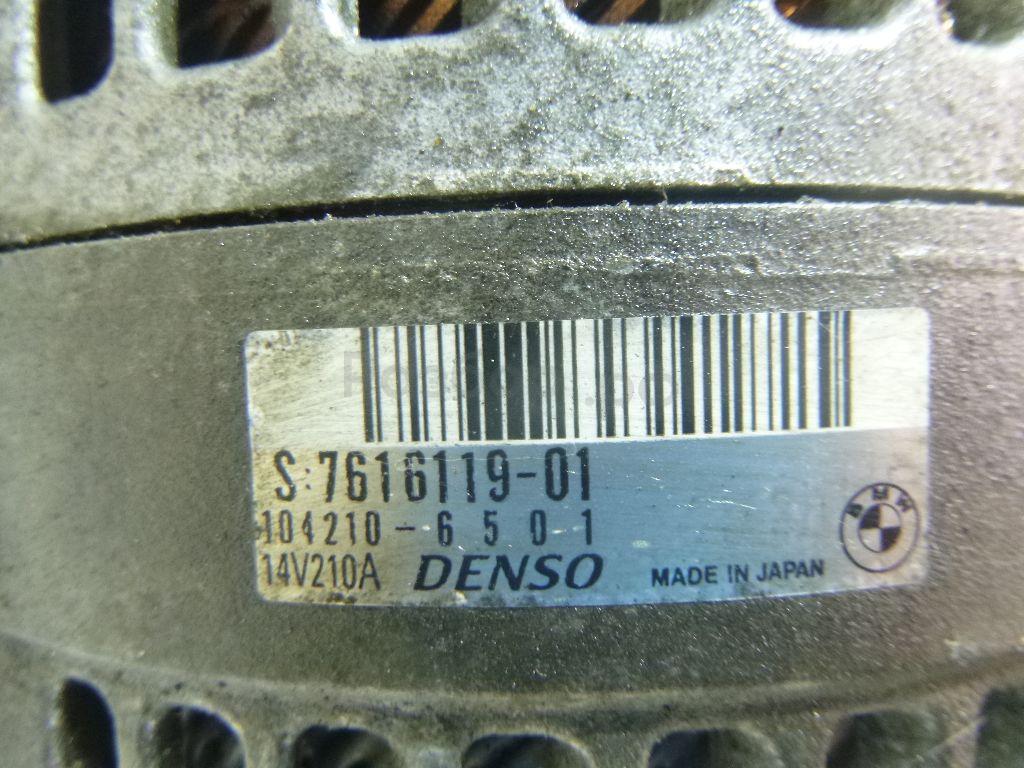 S:7616119-01
104210-6501
14V210A DENSO MADE IN JAPAN
BMW